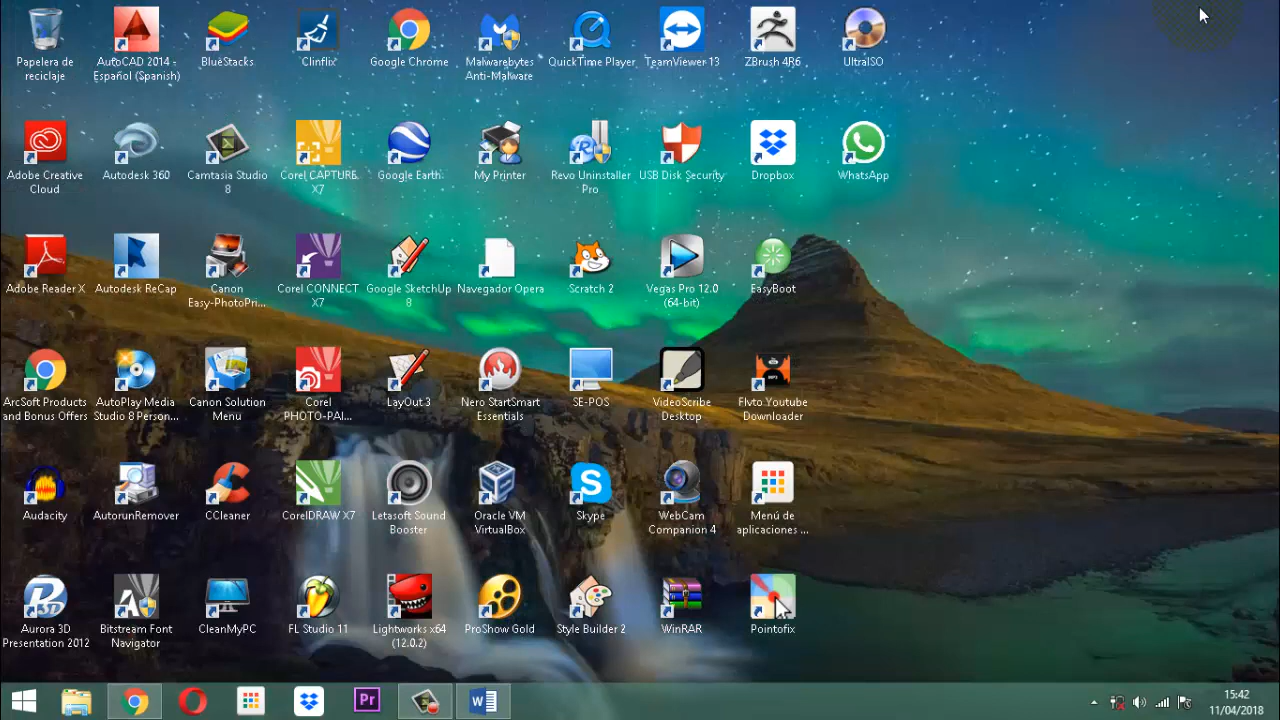 Papelera de
reciclaje
AutoCAD 2014 -
Español (Spanish)
BlueStacks
Clinflix
Google Chrome
Malwarebytes
Anti-Malware
QuickTime Player
TeamViewer 13
ZBrush 4R6
UltraISO
Adobe Creative
Cloud
Autodesk 360
Camtasia Studio
8
Corel CAPTURE
X7
Google Earth
My Printer
Revo Uninstaller
Pro
USB Disk Security
Dropbox
WhatsApp
Adobe Reader X
Autodesk ReCap
Canon
Easy-PhotoPri...
Corel CONNECT
X7
Google SketchUp
8
Navegador Opera
Scratch 2
Vegas Pro 12.0
(64-bit)
EasyBoot
ArcSoft Products
and Bonus Offers
AutoPlay Media
Studio 8 Person...
Canon Solution
Menu
Corel
PHOTO-PAI...
LayOut 3
Nero StartSmart
Essentials
SE-POS
VideoScribe
Desktop
Flvto Youtube
Downloader
Audacity
AutorunRemover
CCleaner
CorelDRAW X7
Letasoft Sound
Booster
Oracle VM
VirtualBox
Skype
WebCam
Companion 4
Menú de
aplicaciones ...
Aurora 3D
Presentation 2012
Bitstream Font
Navigator
CleanMyPC
FL Studio 11
Lightworks x64
(12.0.2)
ProShow Gold
Style Builder 2
WinRAR
Pointofix
Pr
15:42
11/04/2018